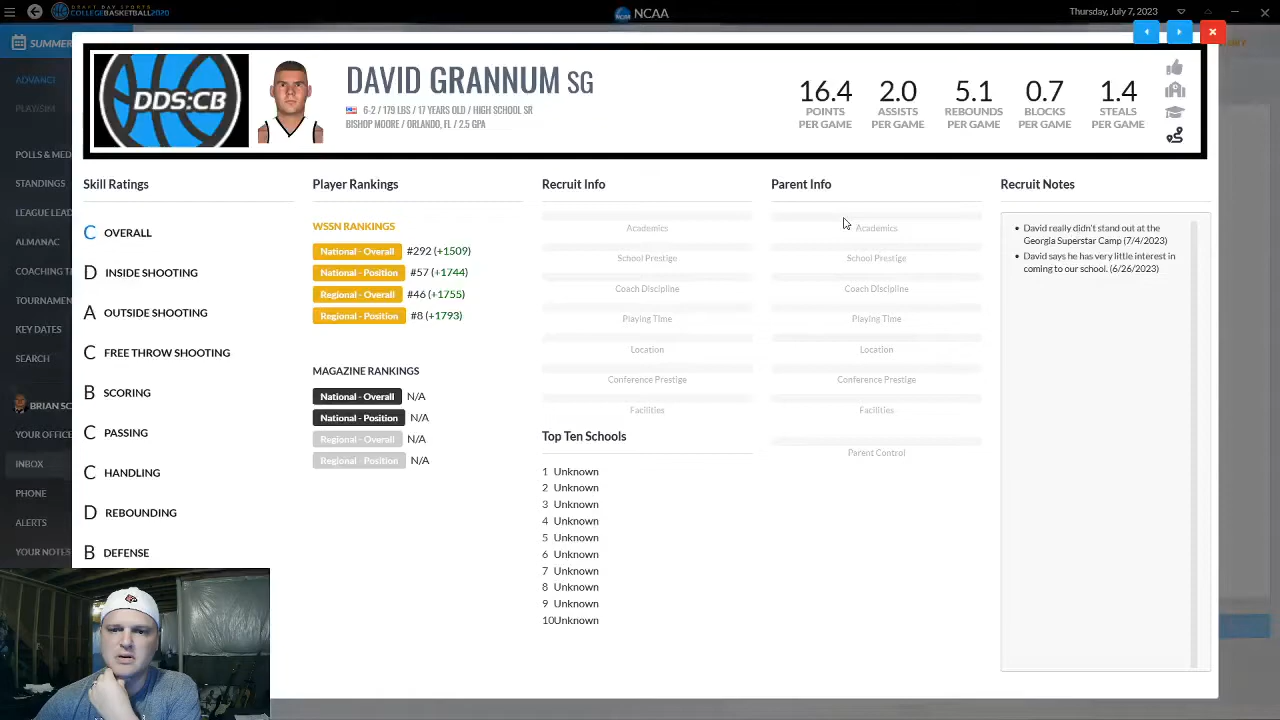 DRAFT DAY SPORTS
COLLEGE BASKETBALL 2020
NCAA
Thursday, July 7, 2023
SUMMER
ADVANCE
POLLS & MED
STANDINGS
LEAGUE LEAD
ALMANAC
COACHING T
TOURNAMEN
KEY DATES
SEARCH
BRIAN SC
YOUR OFFICE
INBOX
PHONE
ALERTS
YOUR NOTES
DDS:CB
DAVID GRANNUM SG
6-2 / 179 LBS / 17 YEARS OLD / HIGH SCHOOL SR
BISHOP MOORE / ORLANDO, FL / 2.5 GPA
16.4 POINTS PER GAME
2.0 ASSISTS PER GAME
5.1 REBOUNDS PER GAME
0.7 BLOCKS PER GAME
1.4 STEALS PER GAME
Skill Ratings
C OVERALL
D INSIDE SHOOTING
A OUTSIDE SHOOTING
C FREE THROW SHOOTING
B SCORING
C PASSING
C HANDLING
D REBOUNDING
B DEFENSE
Player Rankings
WSSN RANKINGS
National - Overall #292 (+1509)
National - Position #57 (+1744)
Regional - Overall #46 (+1755)
Regional - Position #8 (+1793)
MAGAZINE RANKINGS
National - Overall N/A
National - Position N/A
Regional - Overall N/A
Regional - Position N/A
Recruit Info
Academics
School Prestige
Coach Discipline
Playing Time
Location
Conference Prestige
Facilities
Top Ten Schools
1 Unknown
2 Unknown
3 Unknown
4 Unknown
5 Unknown
6 Unknown
7 Unknown
8 Unknown
9 Unknown
10Unknown
Parent Info
Academics
School Prestige
Coach Discipline
Playing Time
Location
Conference Prestige
Facilities
Parent Control
Recruit Notes
David really didn't stand out at the
Georgia Superstar Camp (7/4/2023)
David says he has very little interest in
coming to our school. (6/26/2023)